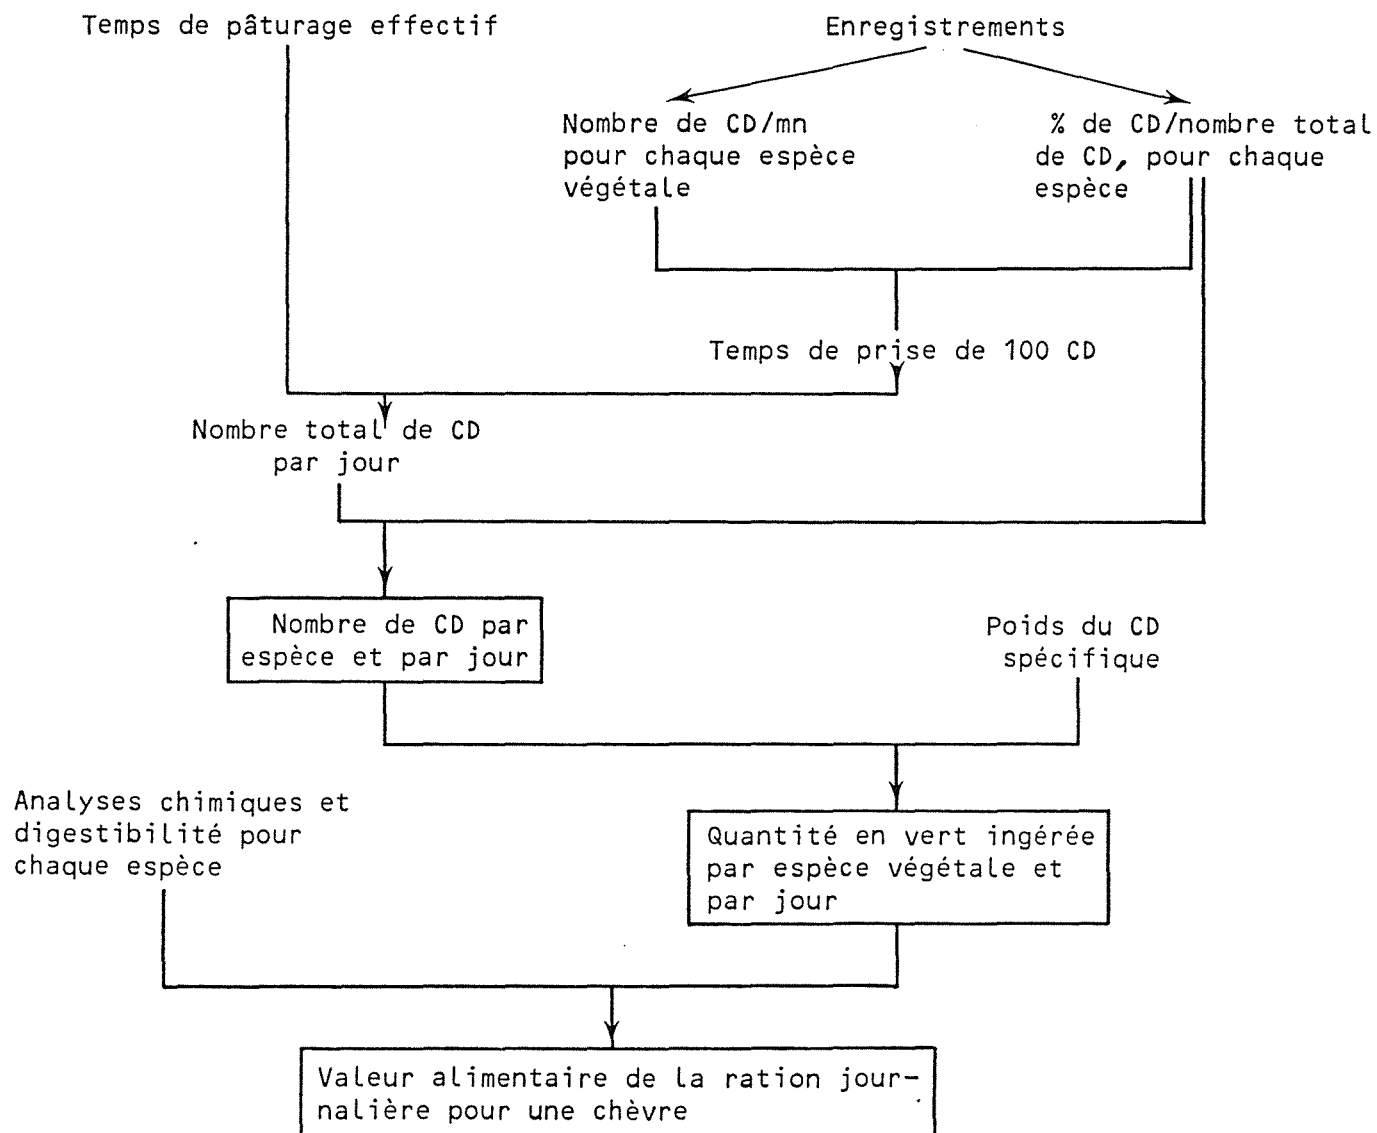 Temps de pâturage effectif
Enregistrements
Nombre de CD/mn
pour chaque espèce
végétale
% de CD/nombre total
de CD, pour chaque
espèce
Temps de prise de 100 CD
Nombre total de CD
par jour
Nombre de CD par
espèce et par jour
Poids du CD
spécifique
Analyses chimiques et
digestibilité pour
chaque espèce
Quantité en vert ingérée
par espèce végétale et
par jour
Valeur alimentaire de la ration jour-
nalière pour une chèvre